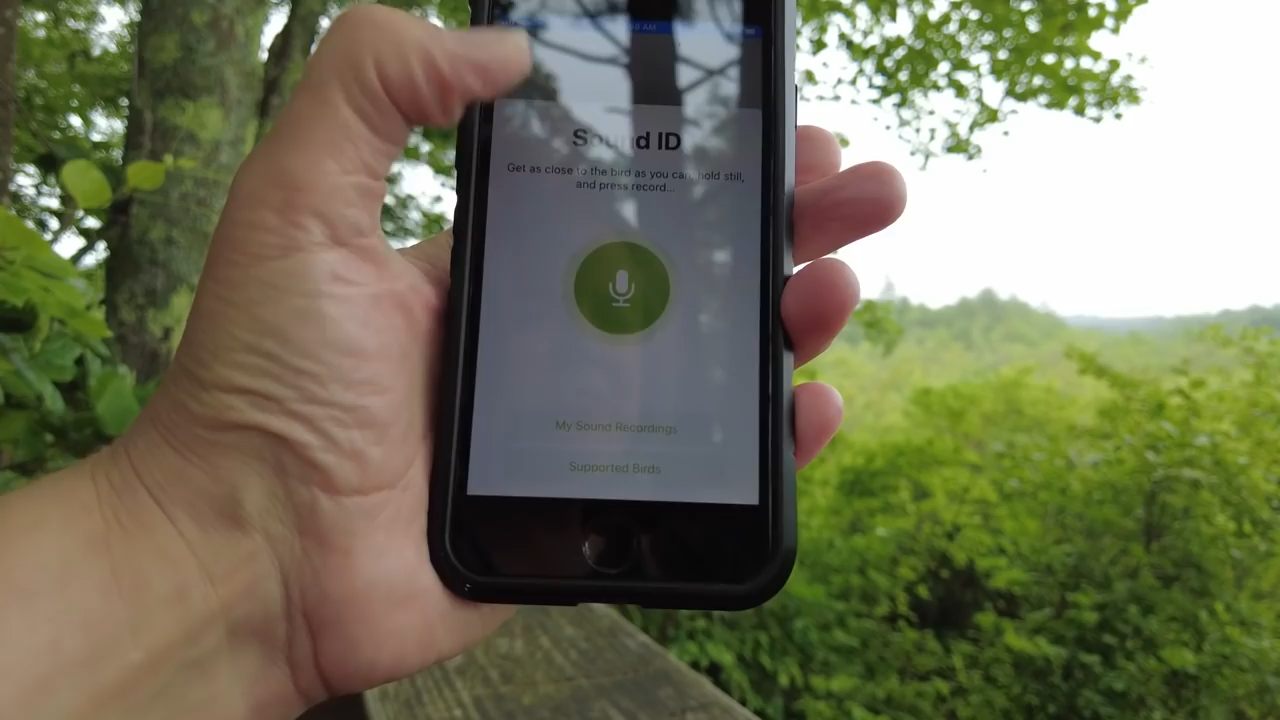 Sound ID
Get as close to the bird as you can, hold still,
and press record...
My Sound Recordings
Supported Birds